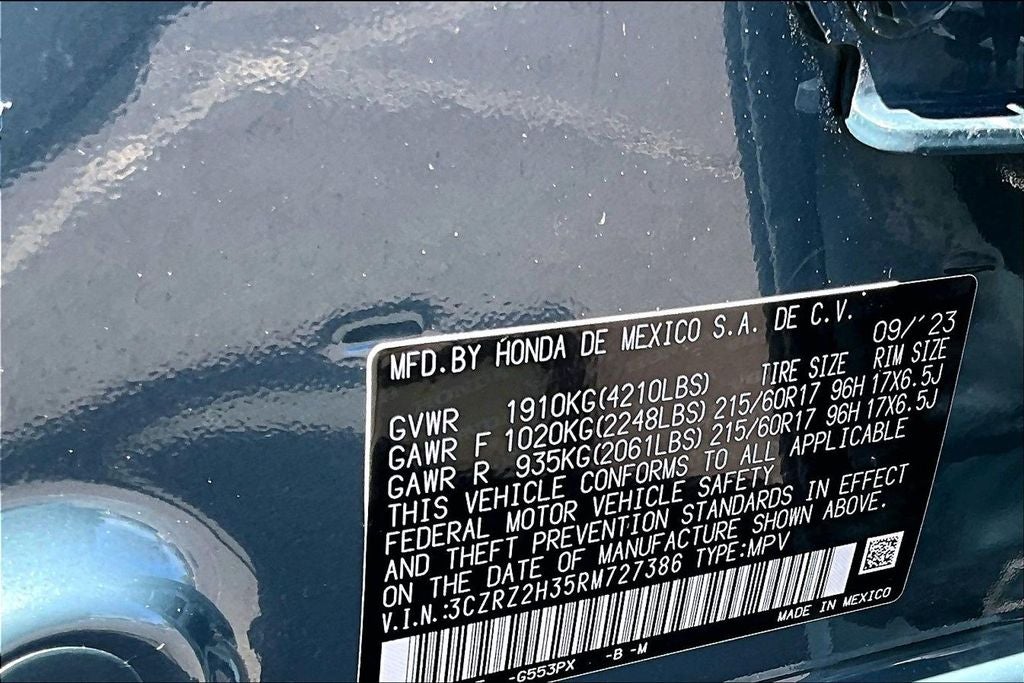 MFD.BY HONDA DE MEXICO S.A. DE C.V. 09/'23
TIRE SIZE RIM SIZE
GVWR 1910KG(4210LBS)
GAWR F 1020KG(2248LBS) 215/60R17 96H 17X6.5J
GAWR R 935KG(2061LBS) 215/60R17 96H 17X6.5J
THIS VEHICLE CONFORMS TO ALL APPLICABLE
FEDERAL MOTOR VEHICLE SAFETY
AND THEFT PREVENTION STANDARDS IN EFFECT
ON THE DATE OF MANUFACTURE SHOWN ABOVE.
V.I.N.:3CZRZ2H35RM727386 TYPE:MPV
-G553PX -B -M
MADE IN MEXICO